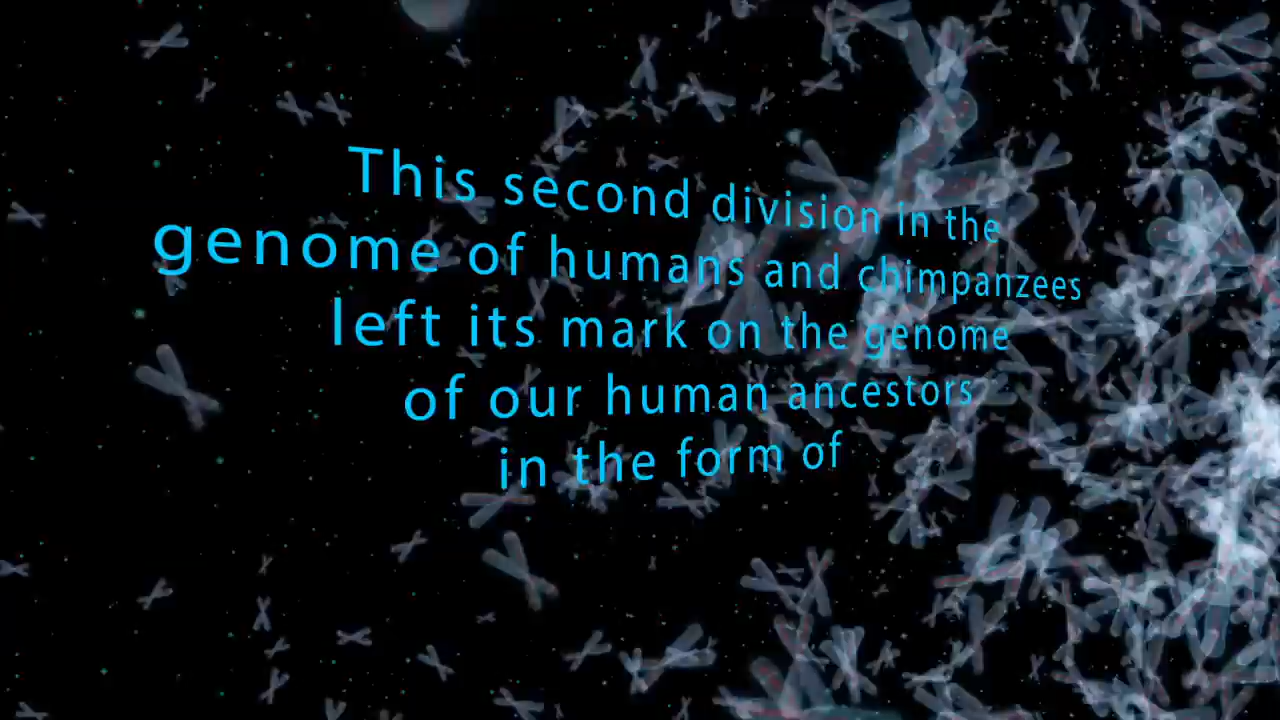 This second division in the
genome of humans and chimpanzees
left its mark on the genome
of our human ancestors
in the form of